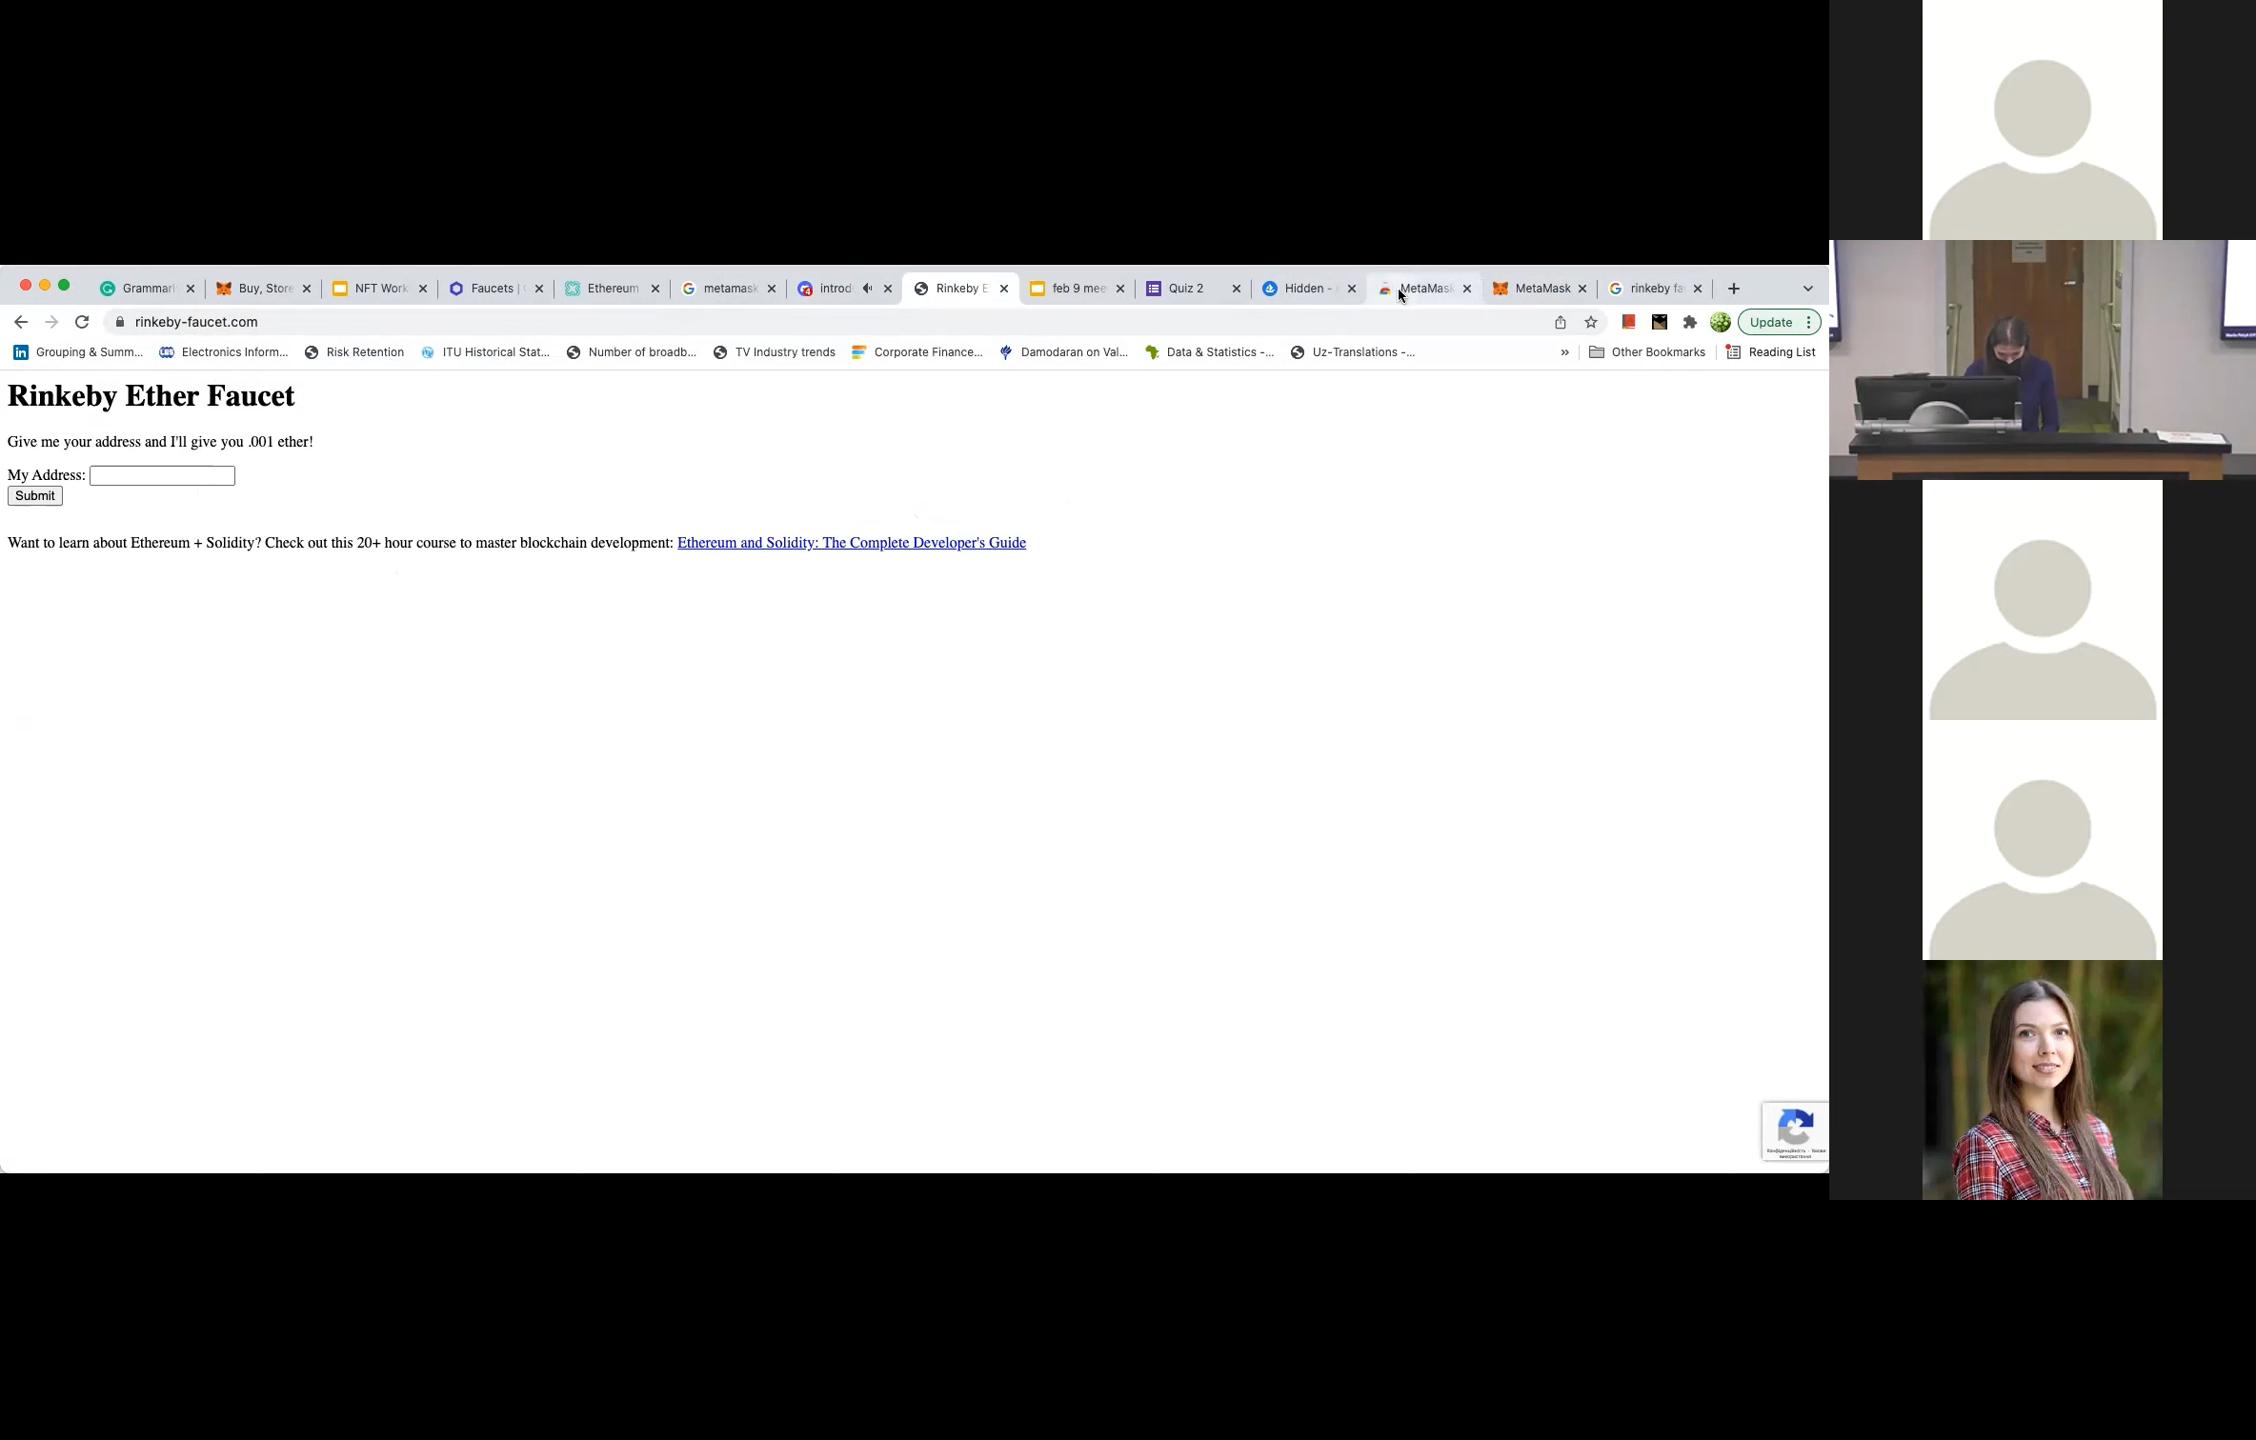 Grammarl
Buy, Store
NFT Work
Faucets |
Ethereum
metamask
introd
Rinkeby E
feb 9 mee
Quiz 2
Hidden -
MetaMask
MetaMask
rinkeby fa
rinkeby-faucet.com
Update
Grouping & Summ...
Electronics Inform...
Risk Retention
ITU Historical Stat...
Number of broadb...
TV Industry trends
Corporate Finance...
Damodaran on Val...
Data & Statistics -...
Uz-Translations -...
»
Other Bookmarks
Reading List
Rinkeby Ether Faucet
Give me your address and I'll give you .001 ether!
My Address:
Submit
Want to learn about Ethereum + Solidity? Check out this 20+ hour course to master blockchain development: Ethereum and Solidity: The Complete Developer's Guide
Конфіденційність - Умови
використання